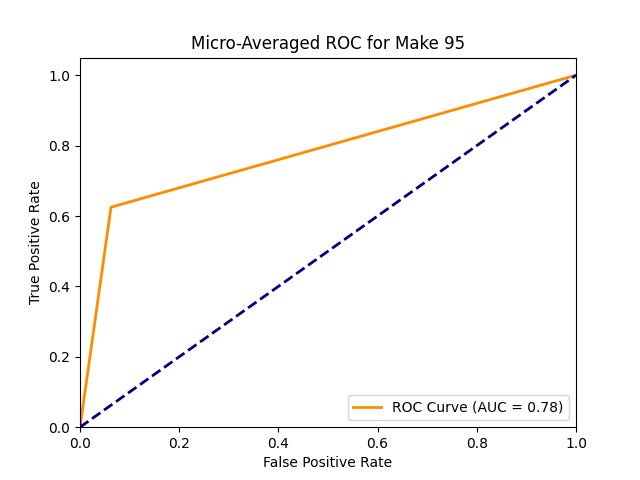 Micro-Averaged ROC for Make 95
1.0
0.8
0.6
0.4
0.2
0.0
True Positive Rate
ROC Curve (AUC = 0.78)
0.0 0.2 0.4 0.6 0.8 1.0
False Positive Rate